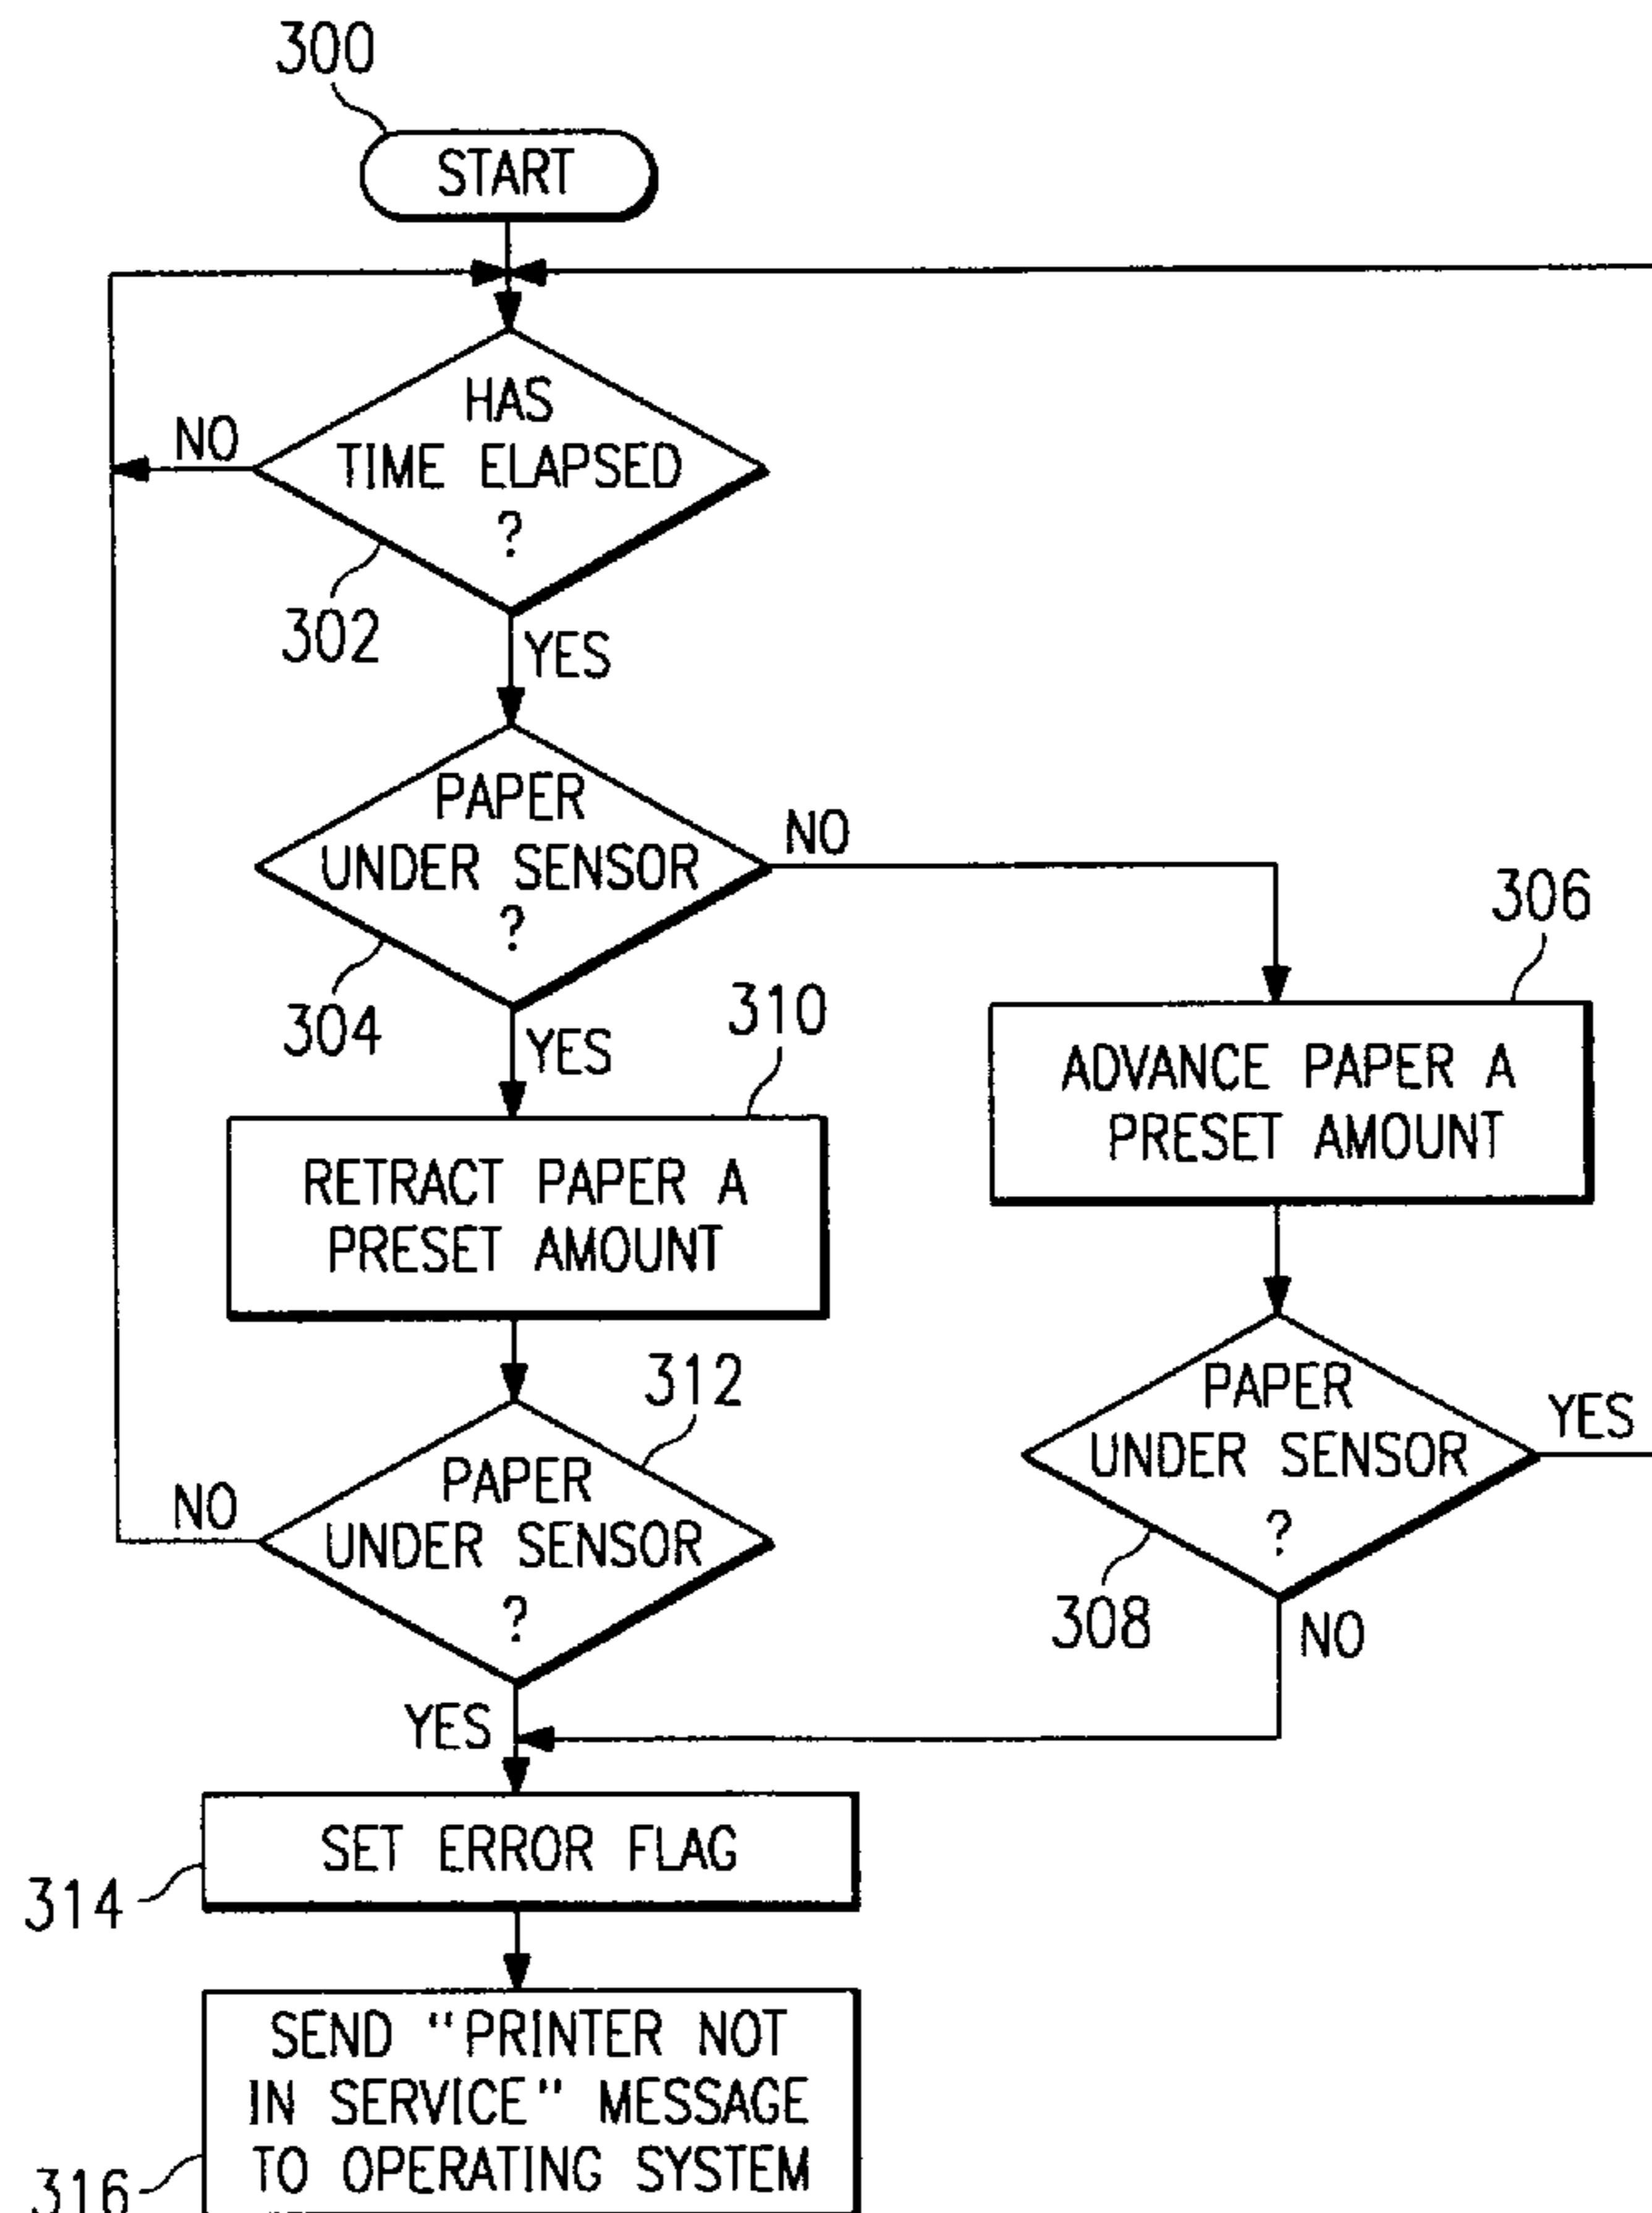 300
START
HAS
TIME ELAPSED
?
NO
302
YES
PAPER
UNDER SENSOR
?
NO
304
YES
306
ADVANCE PAPER A
PRESET AMOUNT
310
RETRACT PAPER A
PRESET AMOUNT
312
PAPER
UNDER SENSOR
?
NO
YES
PAPER
UNDER SENSOR
?
YES
308
NO
SET ERROR FLAG
314
SEND "PRINTER NOT
IN SERVICE" MESSAGE
TO OPERATING SYSTEM
316